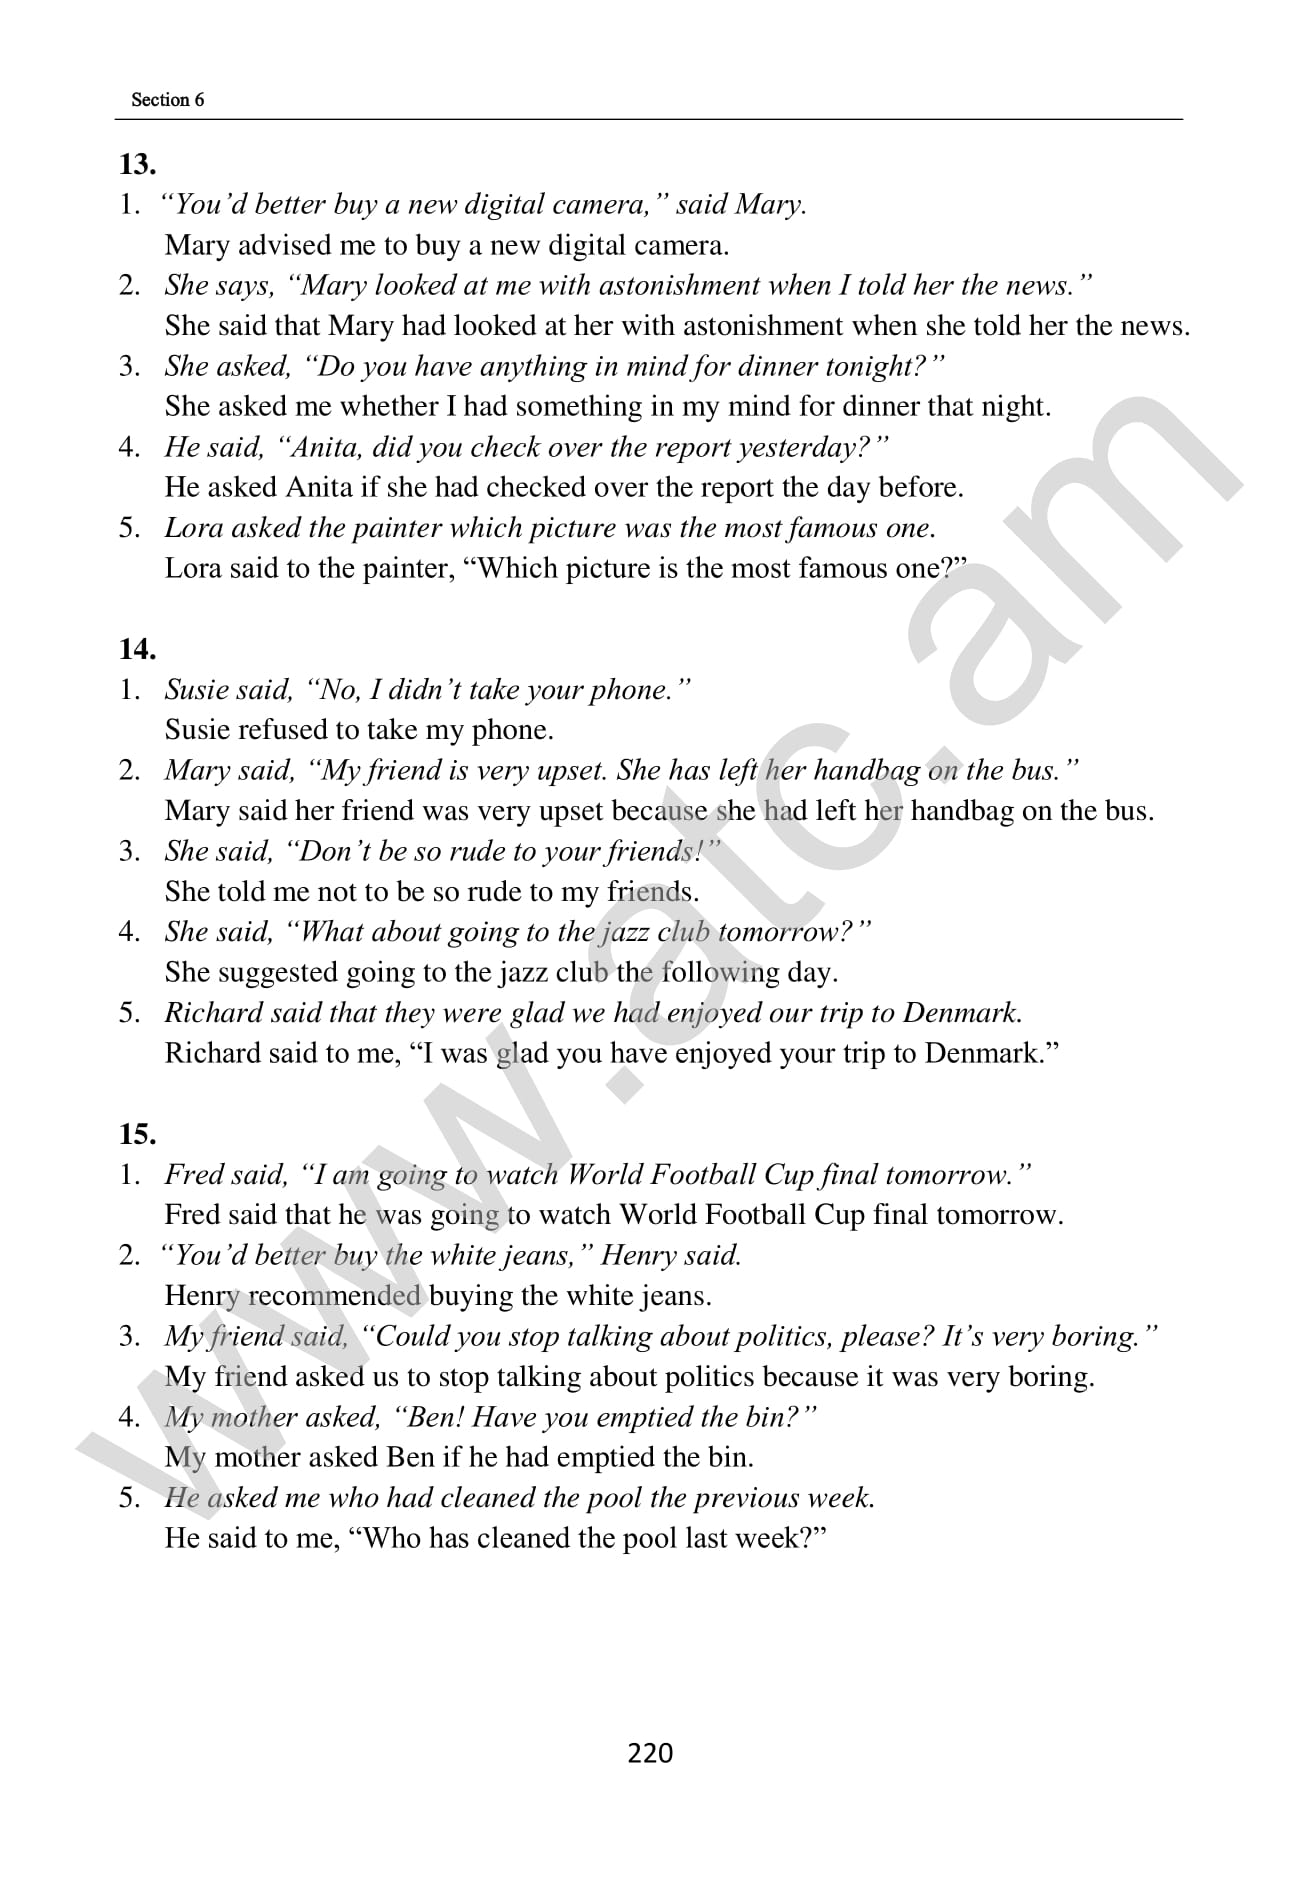 Section 6
13.
1. “You’d better buy a new digital camera,” said Mary.
Mary advised me to buy a new digital camera.
2. She says, “Mary looked at me with astonishment when I told her the news.”
She said that Mary had looked at her with astonishment when she told her the news.
3. She asked, “Do you have anything in mind for dinner tonight?”
She asked me whether I had something in my mind for dinner that night.
4. He said, “Anita, did you check over the report yesterday?”
He asked Anita if she had checked over the report the day before.
5. Lora asked the painter which picture was the most famous one.
Lora said to the painter, “Which picture is the most famous one?”
14.
1. Susie said, “No, I didn’t take your phone.”
Susie refused to take my phone.
2. Mary said, “My friend is very upset. She has left her handbag on the bus.”
Mary said her friend was very upset because she had left her handbag on the bus.
3. She said, “Don’t be so rude to your friends!”
She told me not to be so rude to my friends.
4. She said, “What about going to the jazz club tomorrow?”
She suggested going to the jazz club the following day.
5. Richard said that they were glad we had enjoyed our trip to Denmark.
Richard said to me, “I was glad you have enjoyed your trip to Denmark.”
15.
1. Fred said, “I am going to watch World Football Cup final tomorrow.”
Fred said that he was going to watch World Football Cup final tomorrow.
2. “You’d better buy the white jeans,” Henry said.
Henry recommended buying the white jeans.
3. My friend said, “Could you stop talking about politics, please? It’s very boring.”
My friend asked us to stop talking about politics because it was very boring.
4. My mother asked, “Ben! Have you emptied the bin?”
My mother asked Ben if he had emptied the bin.
5. He asked me who had cleaned the pool the previous week.
He said to me, “Who has cleaned the pool last week?”
220
www.atc.am